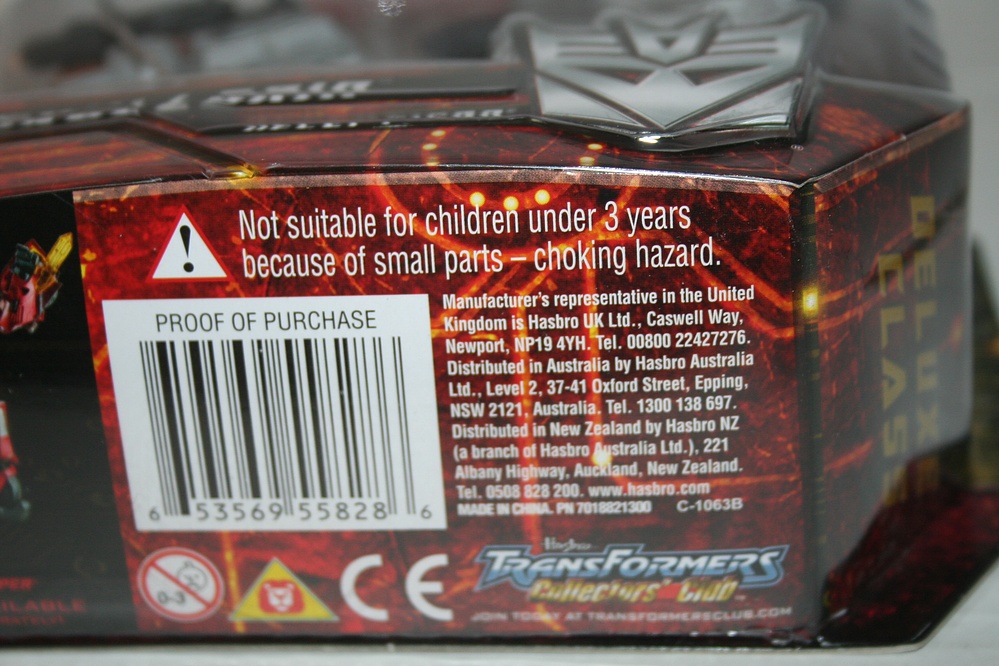 Not suitable for children under 3 years
because of small parts – choking hazard.
PROOF OF PURCHASE
6 53569 55828 6
Manufacturer's representative in the United
Kingdom is Hasbro UK Ltd., Caswell Way,
Newport, NP19 4YH. Tel. 00800 22427276.
Distributed in Australia by Hasbro Australia
Ltd., Level 2, 37-41 Oxford Street, Epping,
NSW 2121, Australia. Tel. 1300 138 697.
Distributed in New Zealand by Hasbro NZ
(a branch of Hasbro Australia Ltd.), 221
Albany Highway, Auckland, New Zealand.
Tel. 0508 828 200. www.hasbro.com
MADE IN CHINA. PN 7018821300 C-1063B
0-3
CE
Hasbro
TRANSFORMERS
Collectors' Club
JOIN TODAY AT TRANSFORMERSCLUB.COM
DELUXE
CLASS